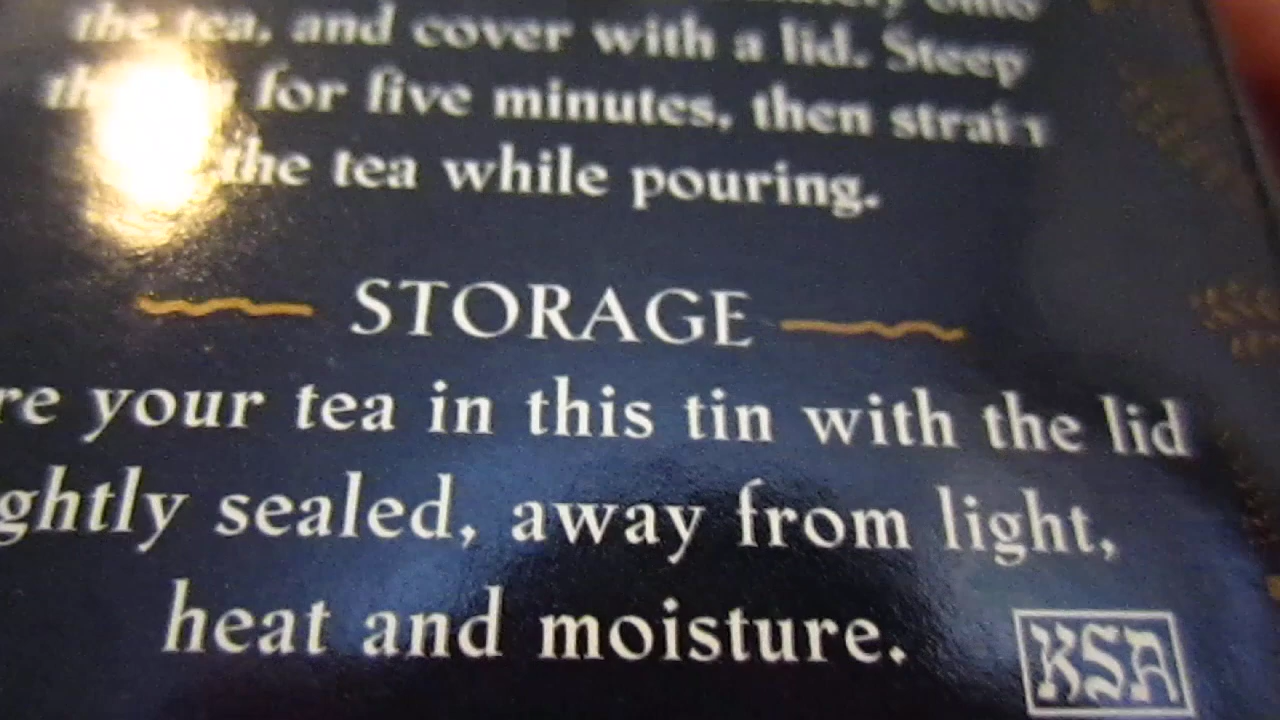 the tea, and cover with a lid. Steep
for five minutes, then strain
the tea while pouring.
STORAGE
re your tea in this tin with the lid
ghtly sealed, away from light,
heat and moisture.
KSA